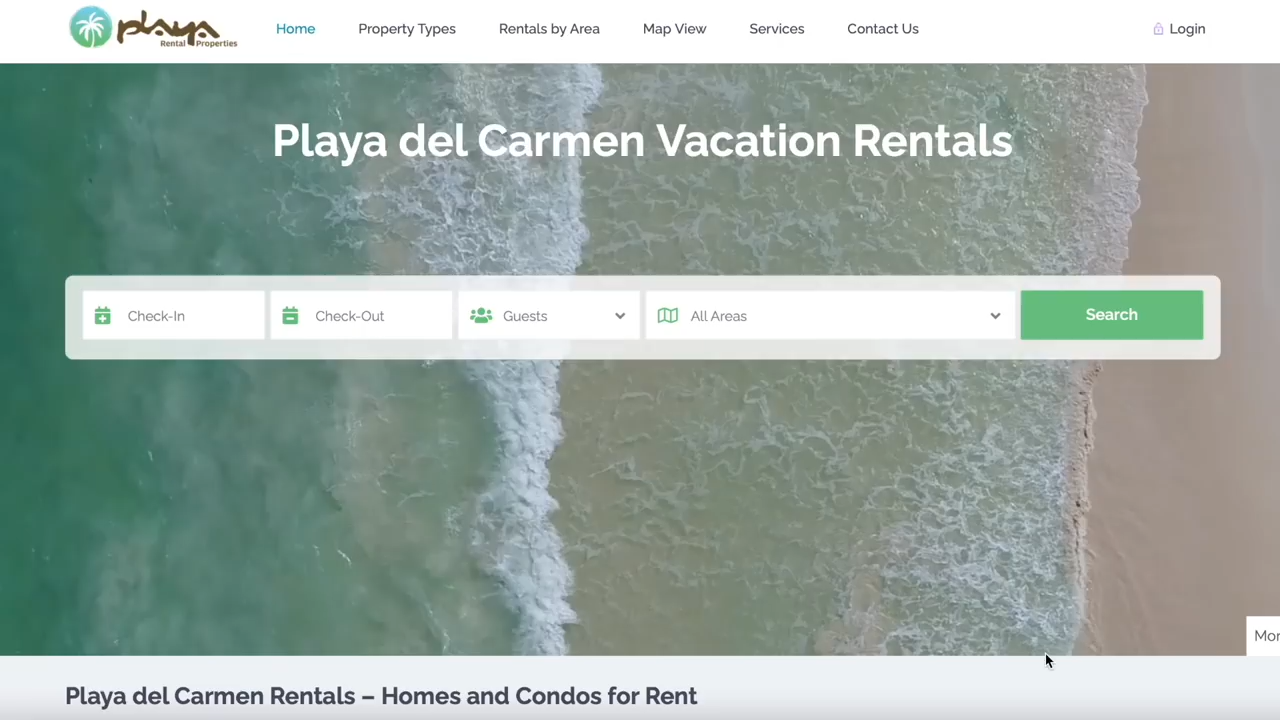 playa
Rental Properties
Home
Property Types
Rentals by Area
Map View
Services
Contact Us
Login
Playa del Carmen Vacation Rentals
Check-In
Check-Out
Guests
All Areas
Search
Mor
Playa del Carmen Rentals – Homes and Condos for Rent